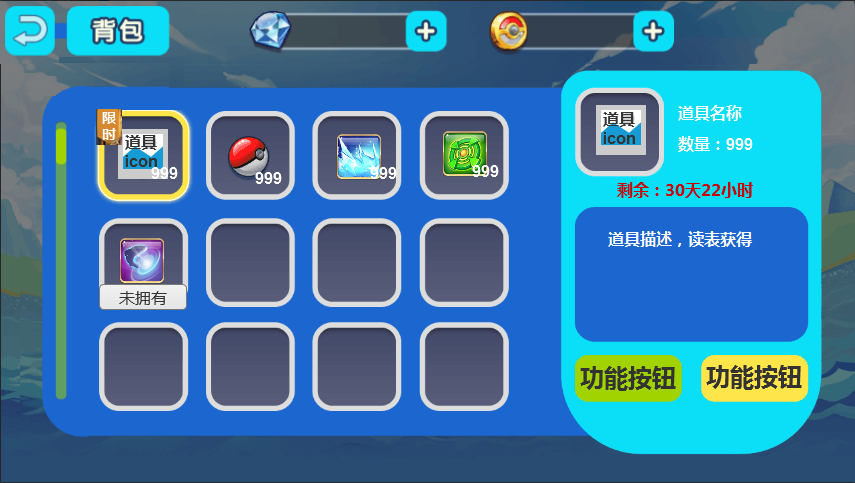 背包
限时
道具
icon
999
999
999
999
未拥有
道具
icon
道具名称
数量：999
剩余：30天22小时
道具描述，读表获得
功能按钮
功能按钮